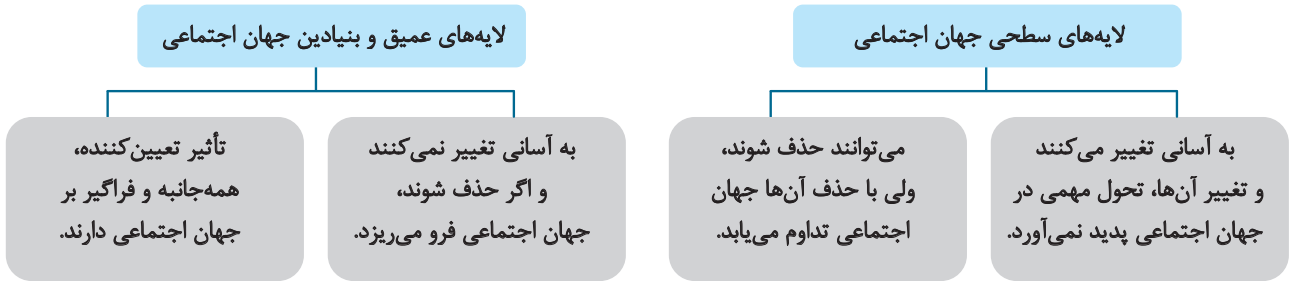 لایه‌های سطحی جهان اجتماعی
به آسانی تغییر می‌کنند
و تغییر آن‌ها، تحول مهمی در
جهان اجتماعی پدید نمی‌آورد.
می‌توانند حذف شوند،
ولی با حذف آن‌ها جهان
اجتماعی تداوم می‌یابد.
لایه‌های عمیق و بنیادین جهان اجتماعی
به آسانی تغییر نمی‌کنند
و اگر حذف شوند،
جهان اجتماعی فرو می‌ریزد.
تأثیر تعیین‌کننده،
همه‌جانبه و فراگیر بر
جهان اجتماعی دارند.